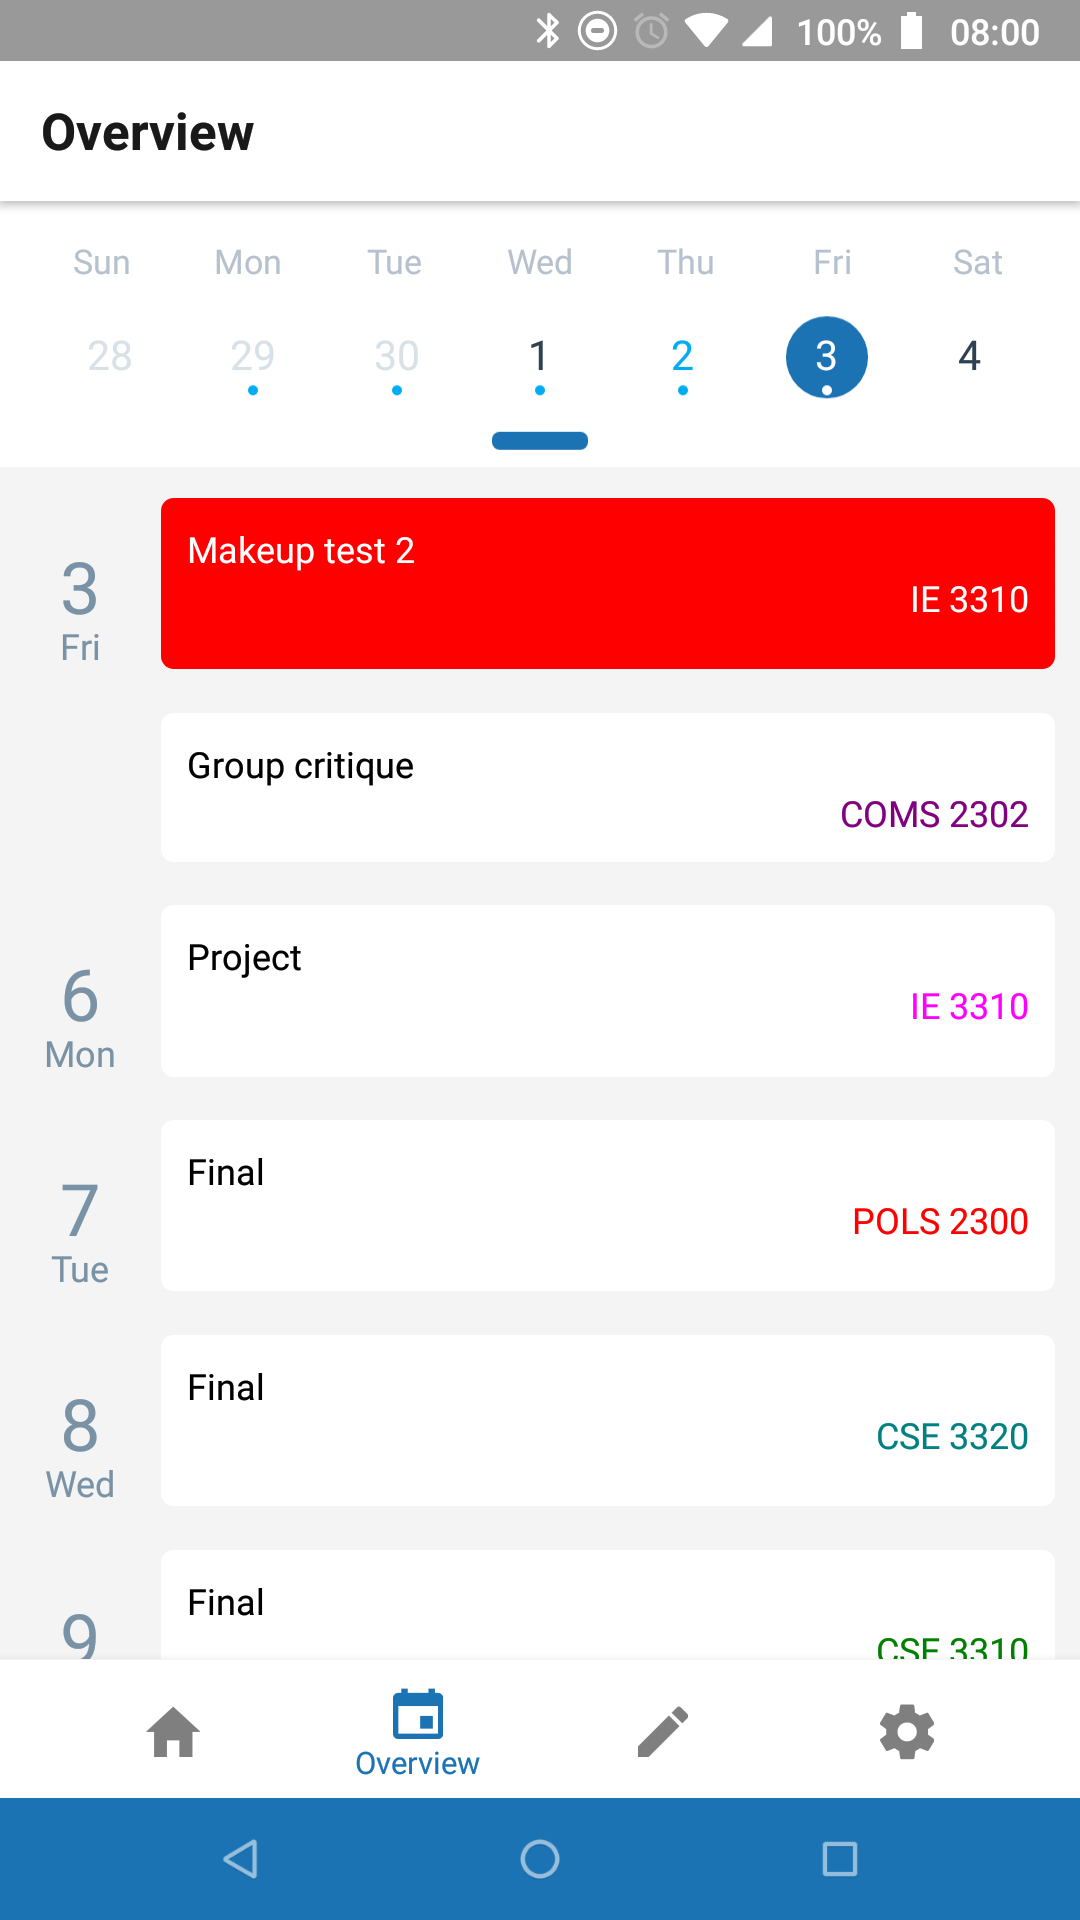 100% 08:00
Overview
Sun Mon Tue Wed Thu Fri Sat
28 29 30 1 2 3 4
Makeup test 2
IE 3310
3
Fri
Group critique
COMS 2302
Project
IE 3310
6
Mon
Final
POLS 2300
7
Tue
Final
CSE 3320
8
Wed
Final
CSE 3310
9
Overview